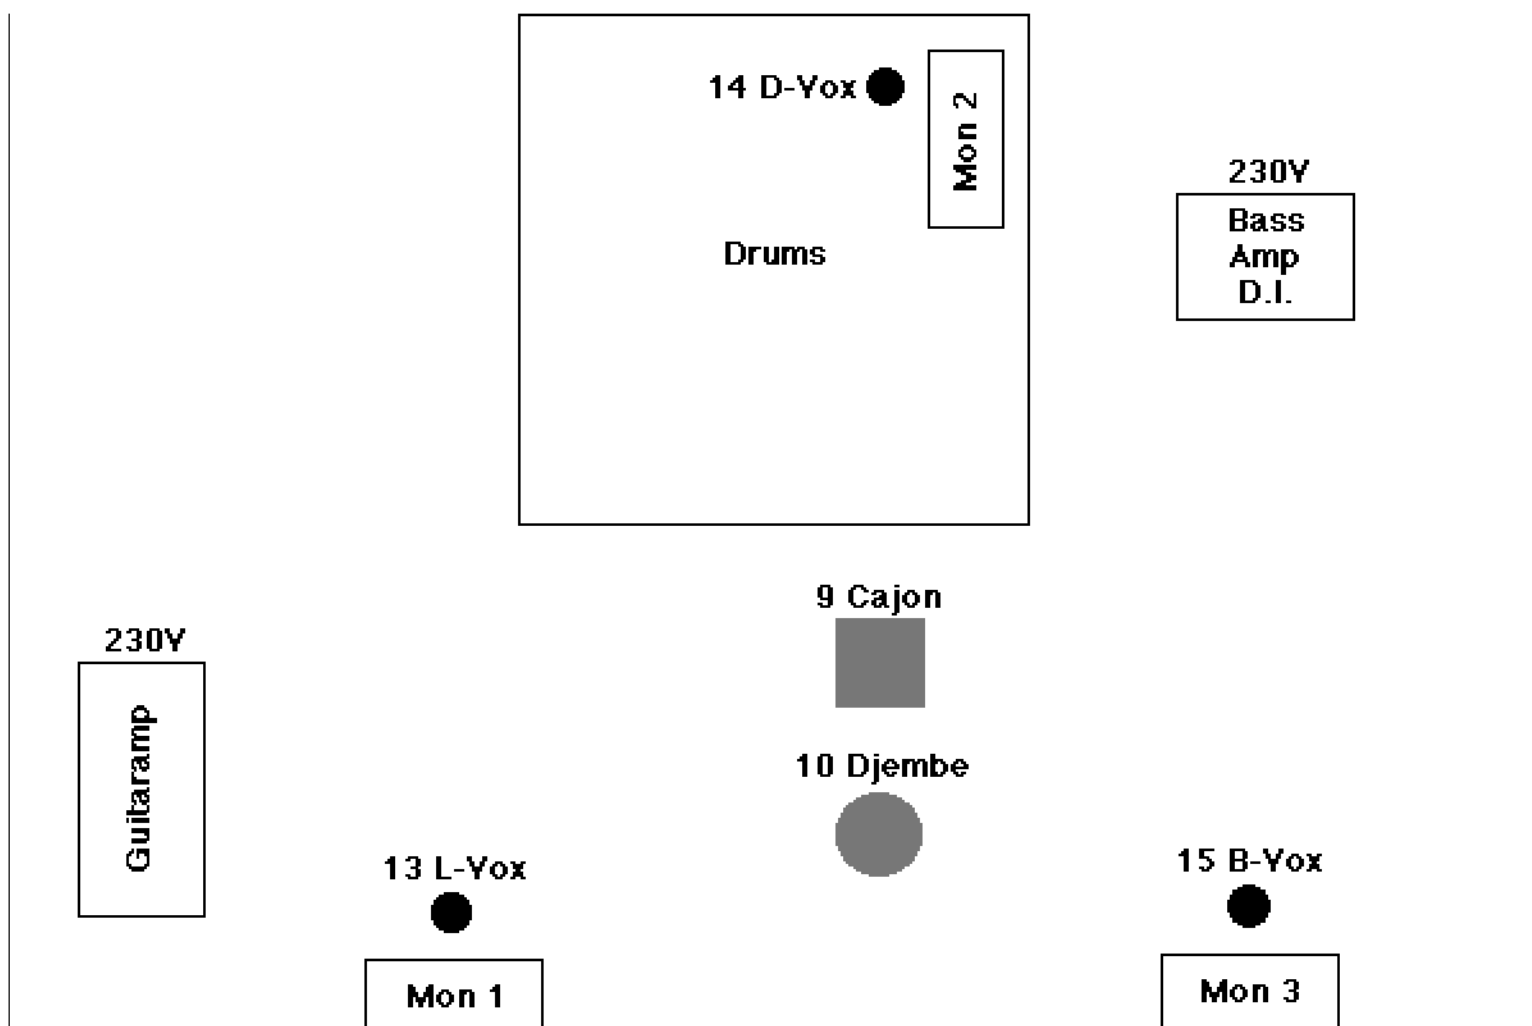 14 D-Vox
Mon 2
230V
Bass
Amp
D.I.
Drums
9 Cajon
230V
Guitaramp
10 Djembe
13 L-Vox
15 B-Vox
Mon 1
Mon 3